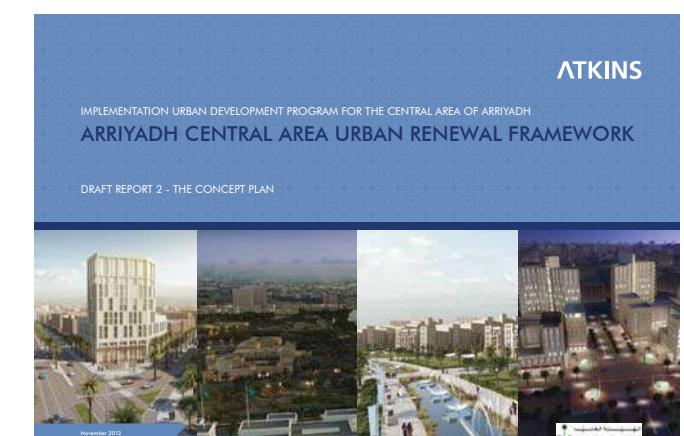 ATKINS
IMPLEMENTATION URBAN DEVELOPMENT PROGRAM FOR THE CENTRAL AREA OF ARRIYADH
ARRIYADH CENTRAL AREA URBAN RENEWAL FRAMEWORK
DRAFT REPORT 2 - THE CONCEPT PLAN
November 2012